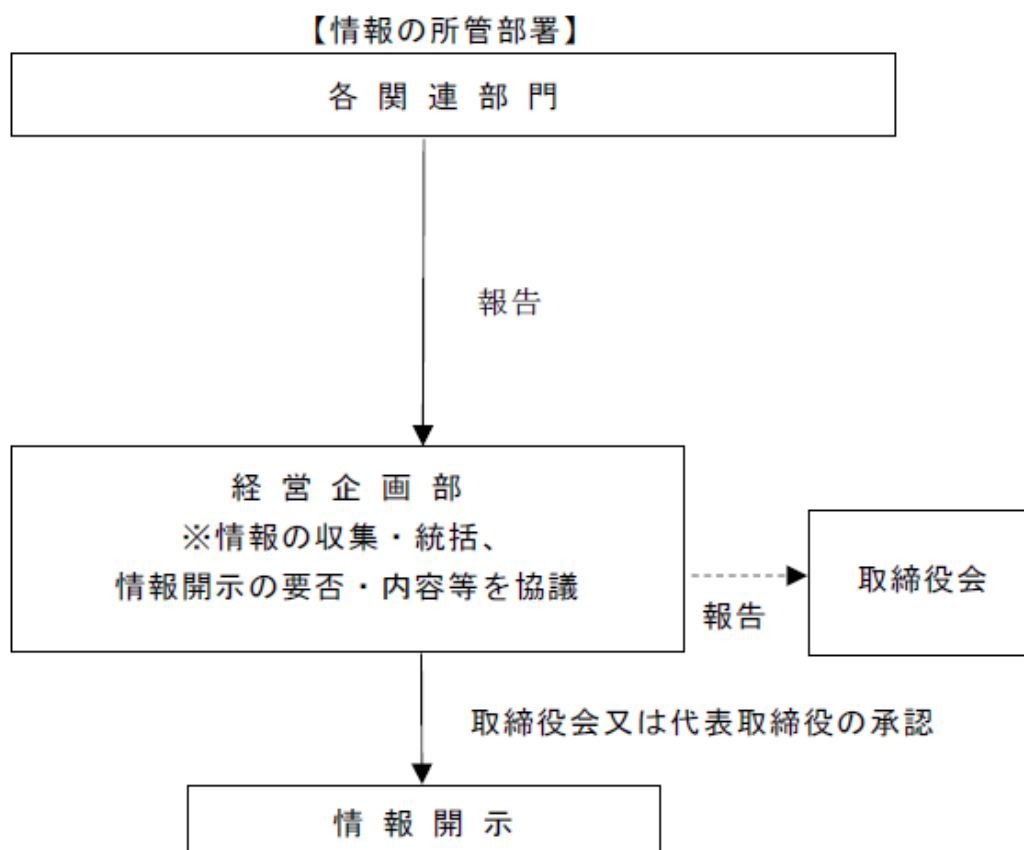 【情報の所管部署】
各関連部門
報告
経営企画部
※情報の収集・統括、
情報開示の要否・内容等を協議
取締役会
報告
取締役会又は代表取締役の承認
情報開示